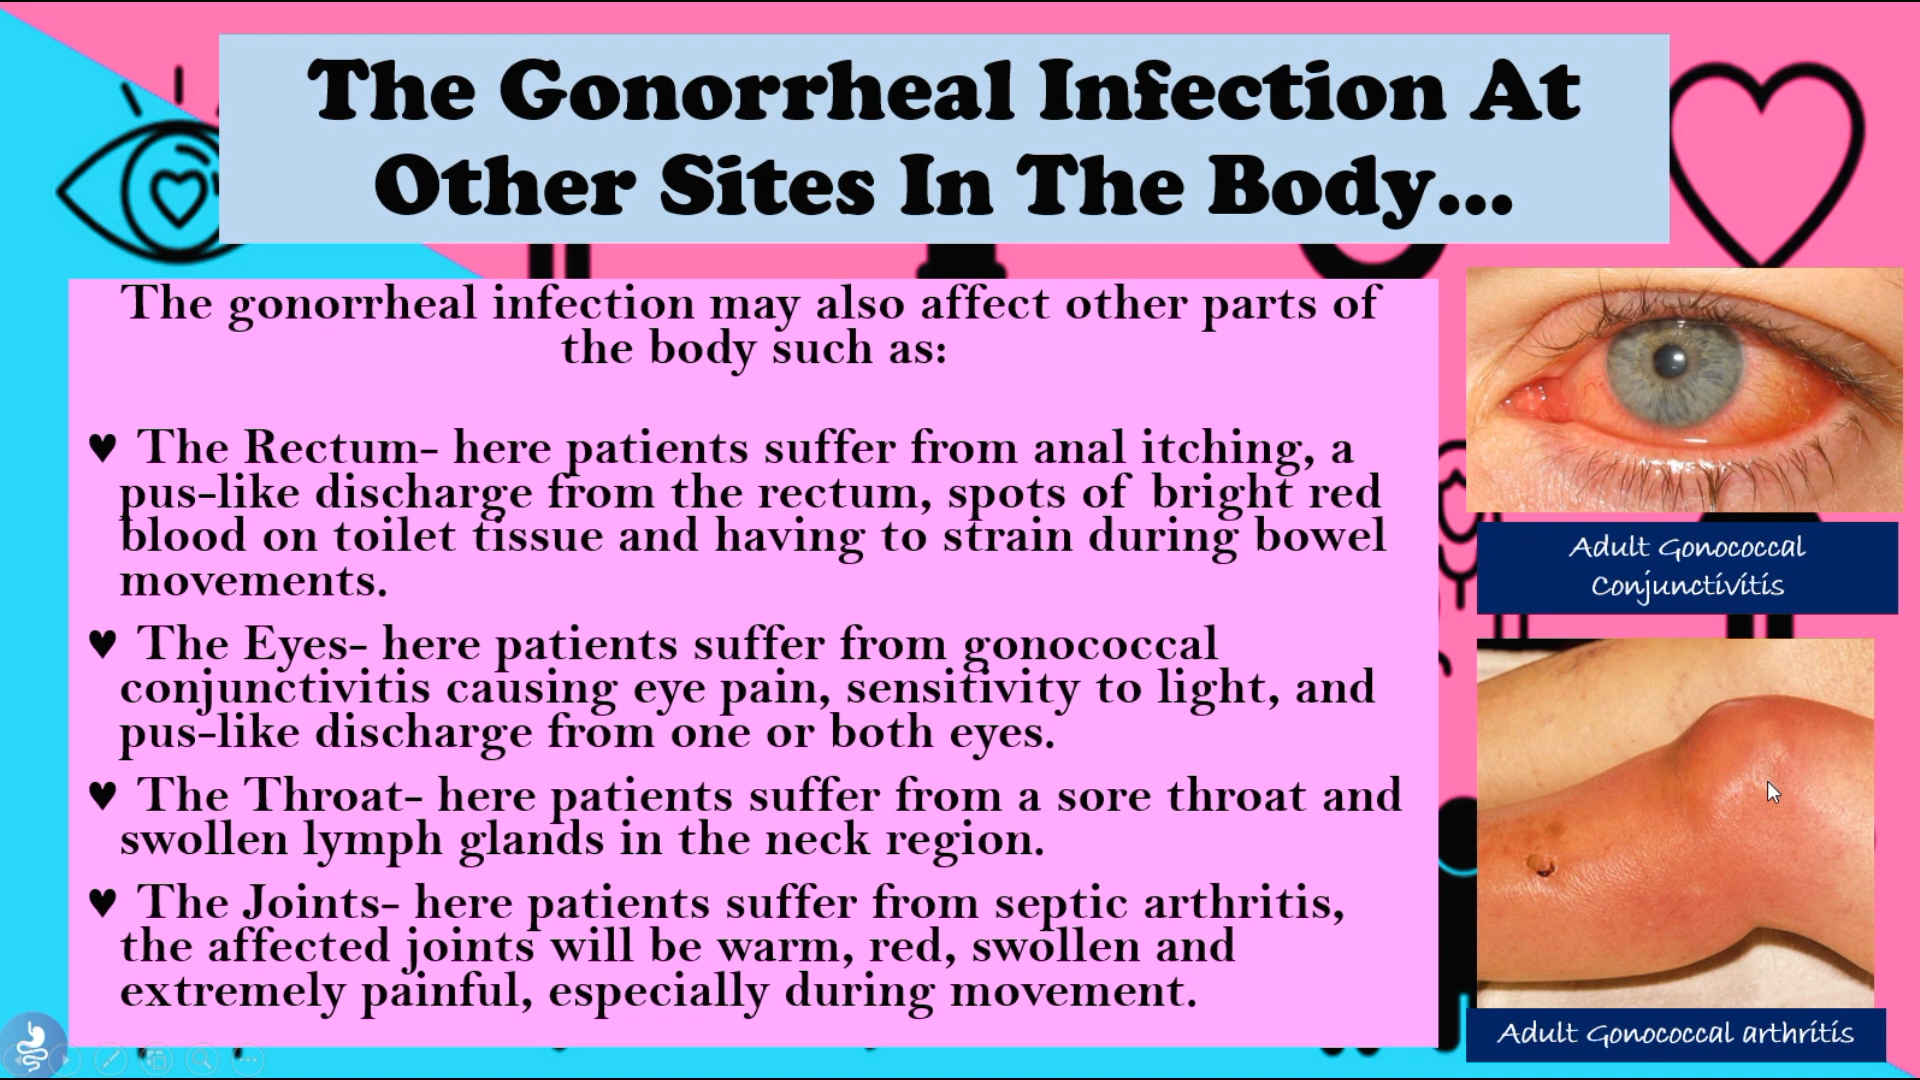 The Gonorrheal Infection At
Other Sites In The Body...
The gonorrheal infection may also affect other parts of
the body such as:
♥ The Rectum- here patients suffer from anal itching, a
pus-like discharge from the rectum, spots of bright red
blood on toilet tissue and having to strain during bowel
movements.
♥ The Eyes- here patients suffer from gonococcal
conjunctivitis causing eye pain, sensitivity to light, and
pus-like discharge from one or both eyes.
♥ The Throat- here patients suffer from a sore throat and
swollen lymph glands in the neck region.
♥ The Joints- here patients suffer from septic arthritis,
the affected joints will be warm, red, swollen and
extremely painful, especially during movement.
Adult Gonococcal
Conjunctivitis
Adult Gonococcal arthritis